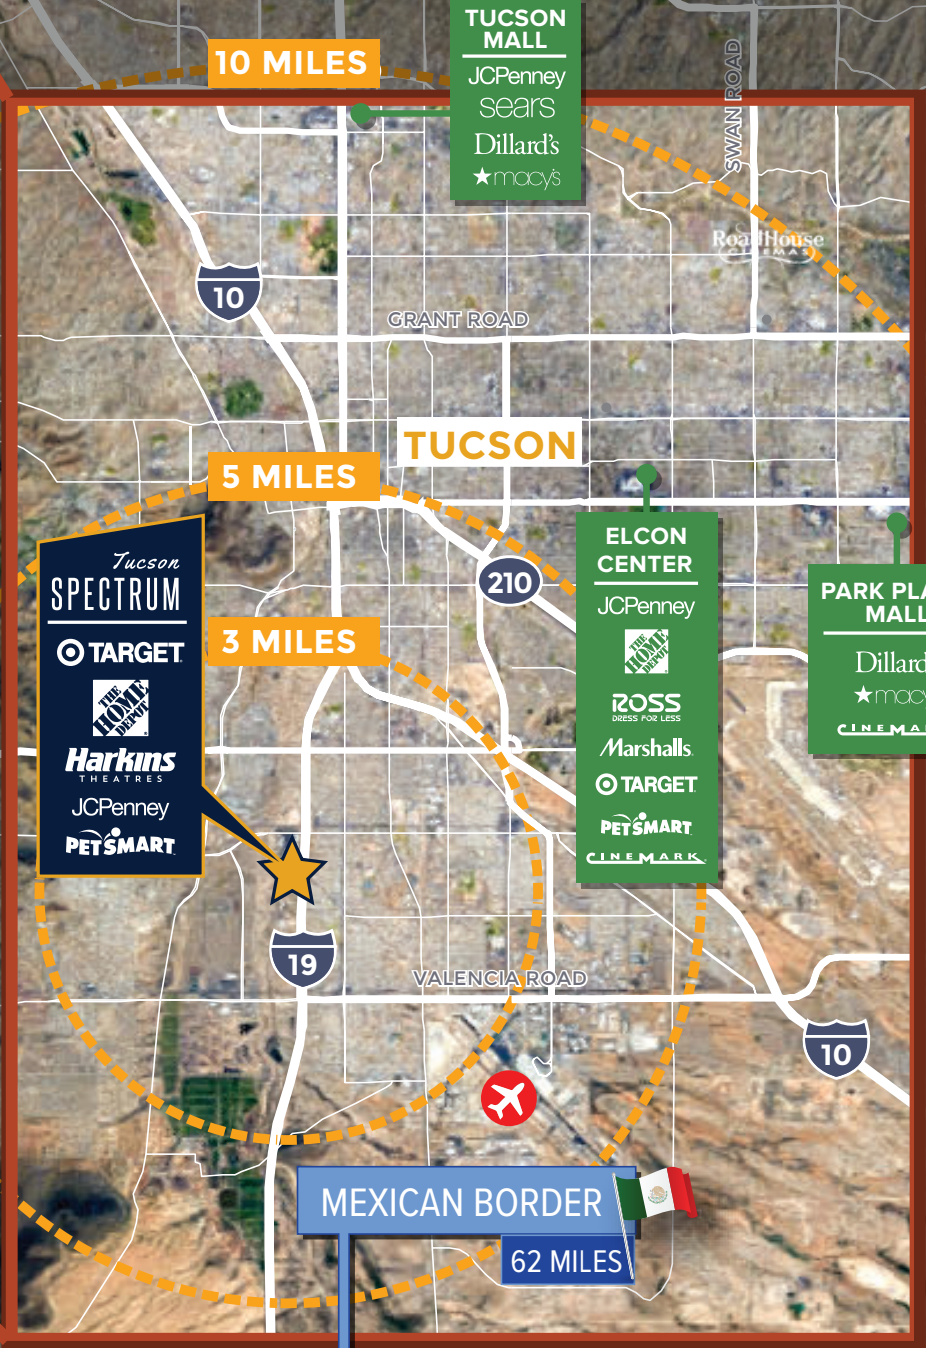 TUCSON
MALL
JCPenney
sears
Dillard's
macy's
10 MILES
SWAN ROAD
RoadHouse
CINEMAS
10
GRANT ROAD
TUCSON
5 MILES
210
Tucson
SPECTRUM
TARGET
THE
HOME
DEPOT
Harkins
THEATRES
JCPenney
PETSMART
3 MILES
ELCON
CENTER
JCPenney
THE
HOME
DEPOT
ROSS
DRESS FOR LESS
Marshalls
TARGET
PETSMART
CINEMARK
PARK PLA
MALL
Dillard
mac
CINEMA
19
VALENCIA ROAD
10
MEXICAN BORDER
62 MILES